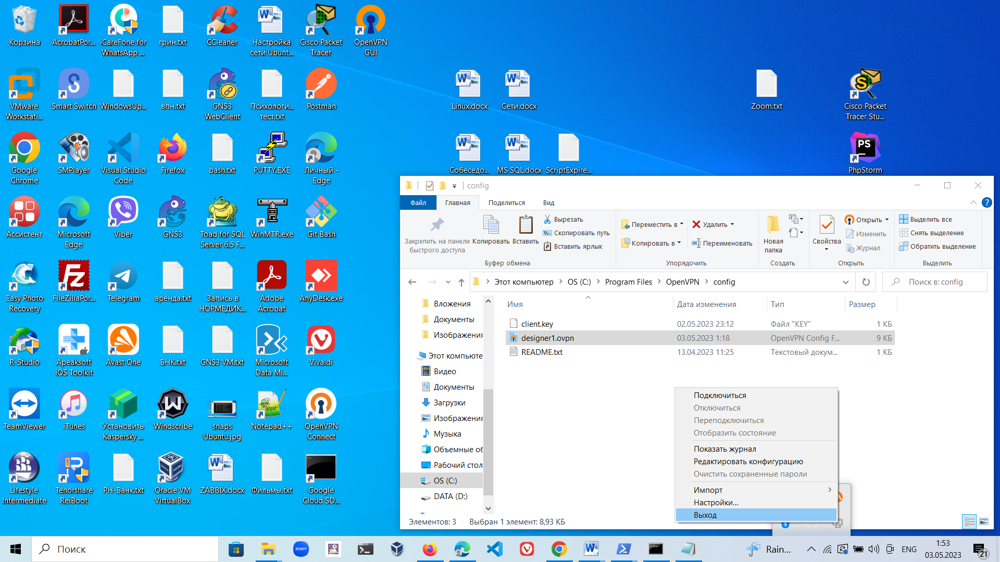 Корзина
AcrobatPor...
iCareFone for
WhatsApp ...
грин.txt
CCleaner
Настройка
сети Ubunt...
Cisco Packet
Tracer
OpenVPN
GUI
VMware
Workstati...
Smart Switch
WindowsUp...
впн.txt
GNS3
WebClient
Психологи...
тест.txt
Postman
Linux.docx
Сети.docx
Zoom.txt
Cisco Packet
Tracer Stu...
Google
Chrome
SMPlayer
Visual Studio
Code
Firefox
bash.txt
PUTTY.EXE
Личный -
Edge
Собеседо...
MS SQL.docx
ScriptExpire...
PS
PhpStorm
Ассистент
Microsoft
Edge
Viber
GNS3
Toad for SQL
Server 6.5 F...
WinMTR.exe
Git Bash
Easy Photo
Recovery
FileZillaPor...
Telegram
аренда.txt
Запись в
НОРМЕДИК...
Adobe
Acrobat
AnyDesk.exe
R-Studio
Apeaksoft
iOS Toolkit
Avast One
БНК.txt
GNS3 VM.txt
Microsoft
Data Mi...
Vivaldi
TeamViewer
iTunes
Установить
Kaspersky ...
Windscribe
snaps
Ubuntu.jpg
Notepad++
OpenVPN
Connect
Lifestyle
Intermediate
Tenorshare
ReiBoot
РН-Банк.txt
Oracle VM
VirtualBox
ZABBIX.docx
Фильмы.txt
Google
Cloud SD...
config
Файл
Главная
Поделиться
Вид
Закрепить на панели
быстрого доступа
Копировать
Вставить
Вырезать
Скопировать путь
Вставить ярлык
Буфер обмена
Переместить в
Копировать в
Удалить
Переименовать
Упорядочить
Новая
папка
Создать
Свойства
Открыть
Изменить
Журнал
Открыть
Выделить все
Снять выделение
Обратить выделение
Выделить
Этот компьютер > OS (C:) > Program Files > OpenVPN > config
Поиск в: config
Вложения
Документы
Изображения
Этот компьюте
Видео
Документы
Загрузки
Изображения
Музыка
Объемные об
Рабочий стол
OS (C:)
DATA (D:)
Имя Дата изменения Тип Размер
client.key 02.05.2023 23:12 Файл "KEY" 1 КБ
designer1.ovpn 03.05.2023 1:18 OpenVPN Config F... 9 КБ
README.txt 13.04.2023 11:25 Текстовый докум... 1 КБ
Подключиться
Отключиться
Переподключиться
Отобразить состояние
Показать журнал
Редактировать конфигурацию
Очистить сохраненные пароли
Импорт
Настройки...
Выход
Элементов: 3 Выбран 1 элемент: 8,93 КБ
Поиск
zoom
Rain...
ENG
1:53
03.05.2023
21